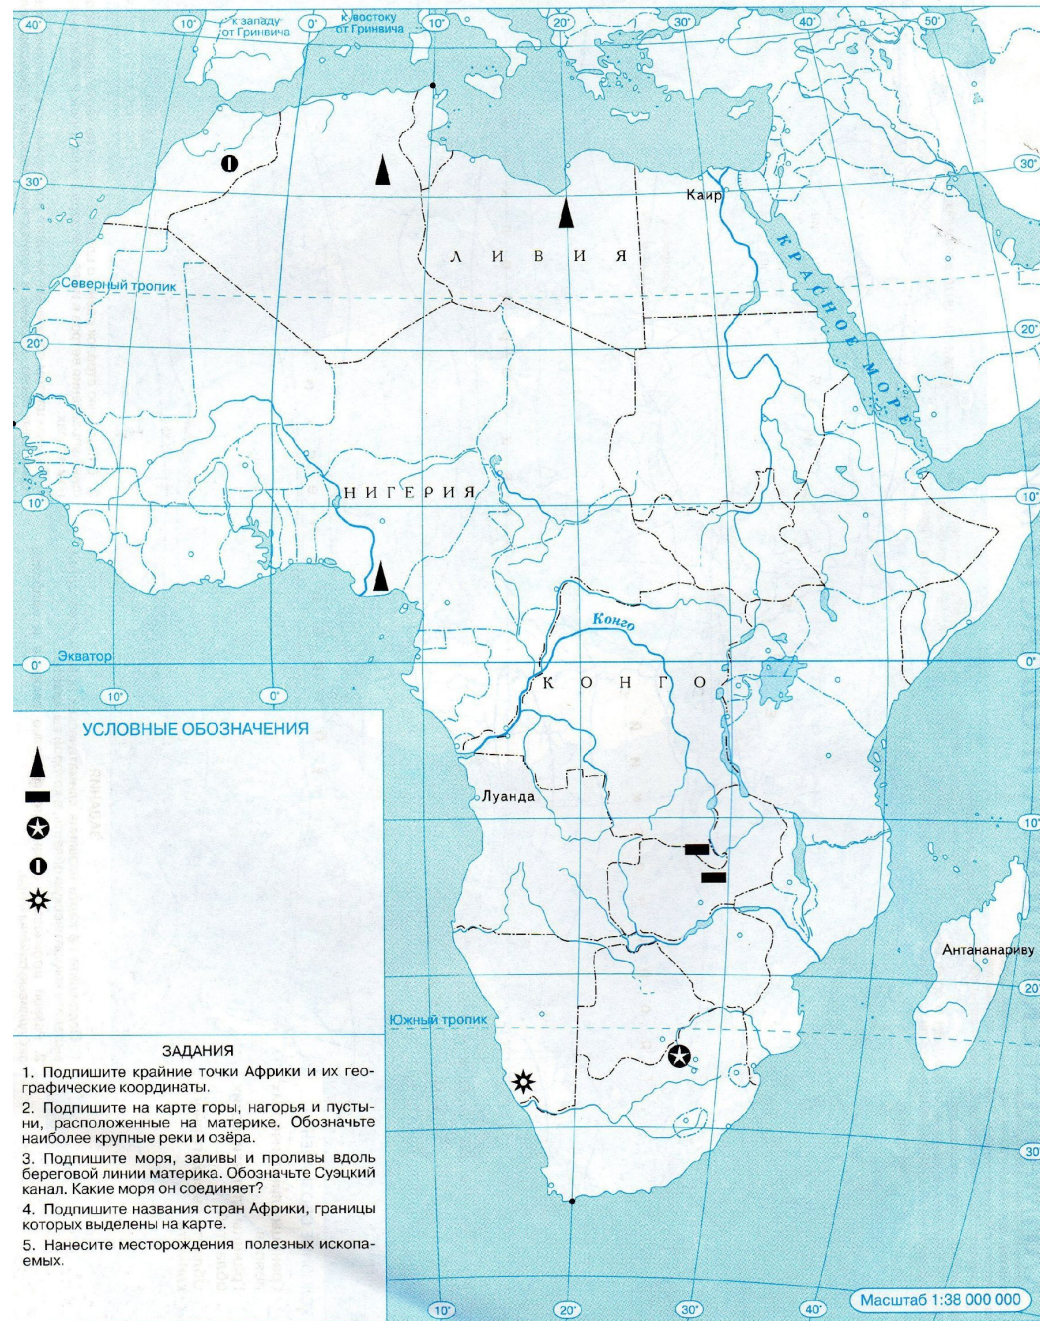 40° 10° к западу от Гринвича 0° к востоку от Гринвича 10° 20° 30° 40° 50°
30°
30°
Каир
ЛИВИЯ
КРАСНОЕ МОРЕ
Северный тропик
20°
20°
НИГЕРИЯ
10°
10°
Конго
Экватор
0°
0°
КОНГО
10°
0°
УСЛОВНЫЕ ОБОЗНАЧЕНИЯ
Луанда
10°
Антананариву
20°
Южный тропик
ЗАДАНИЯ
1. Подпишите крайние точки Африки и их гео-
графические координаты.
2. Подпишите на карте горы, нагорья и пусты-
ни, расположенные на материке. Обозначьте
наиболее крупные реки и озёра.
3. Подпишите моря, заливы и проливы вдоль
береговой линии материка. Обозначьте Суэцкий
канал. Какие моря он соединяет?
4. Подпишите названия стран Африки, границы
которых выделены на карте.
5. Нанесите месторождения полезных ископа-
емых.
30°
10° 20° 30° 40°
Масштаб 1:38 000 000